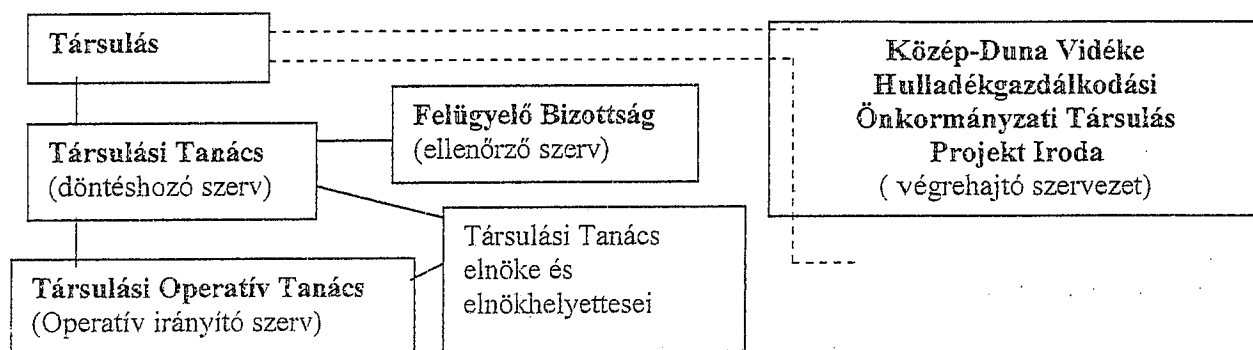 Társulás
Közép-Duna Vidéke
Hulladékgazdálkodási
Önkormányzati Társulás
Projekt Iroda
( végrehajtó szervezet)
Felügyelő Bizottság
(ellenőrző szerv)
Társulási Tanács
(döntéshozó szerv)
Társulási Tanács
elnöke és
elnökhelyettesei
Társulási Operatív Tanács
(Operatív irányító szerv)